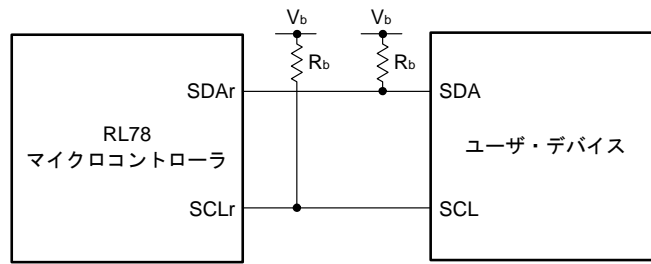 Vb Vb
Rb Rb
SDAr SDA
RL78
マイクロコントローラ
ユーザ・デバイス
SCLr SCL